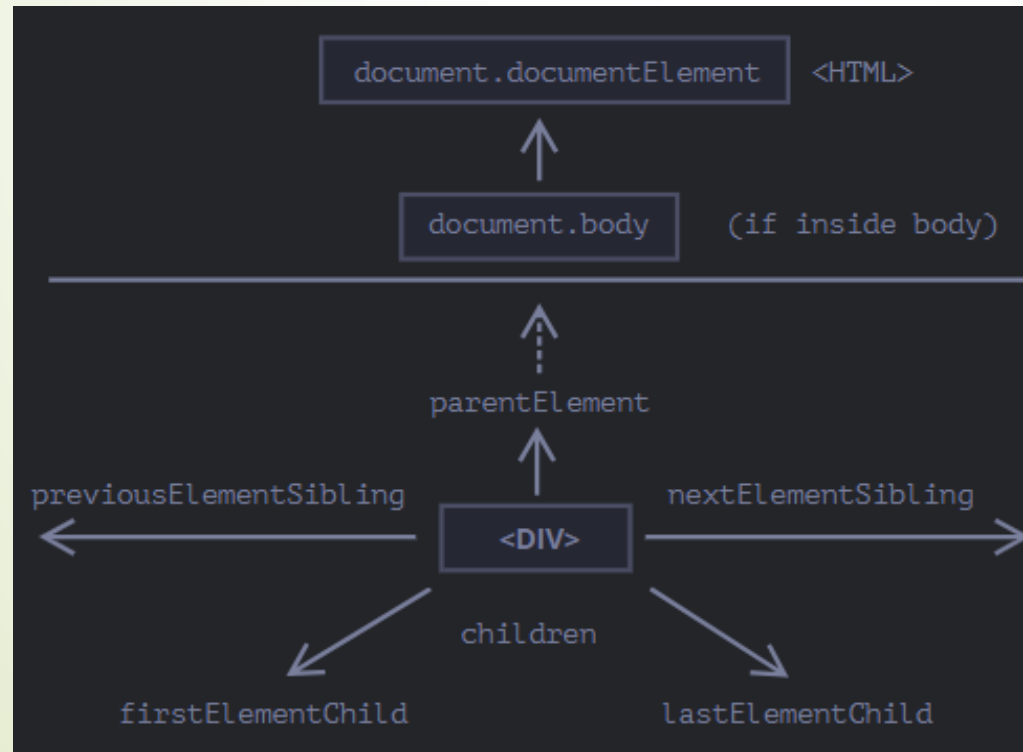 document.documentElement <HTML>
document.body (if inside body)
parentElement
previousElementSibling nextElementSibling
<DIV>
children
firstElementChild lastElementChild